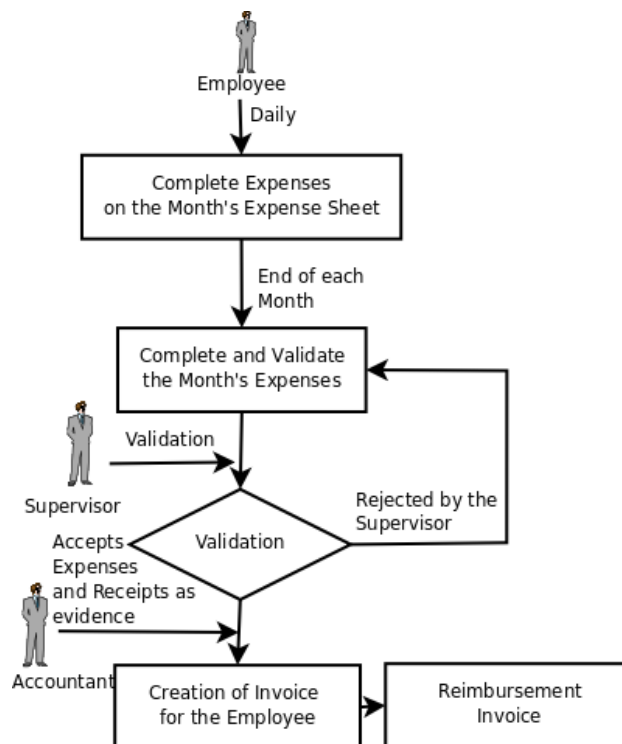 Employee
Daily
Complete Expenses
on the Month's Expense Sheet
End of each
Month
Complete and Validate
the Month's Expenses
Validation
Supervisor
Rejected by the
Supervisor
Validation
Accepts
Expenses
and Receipts as
evidence
Accountant
Creation of Invoice
for the Employee
Reimbursement
Invoice